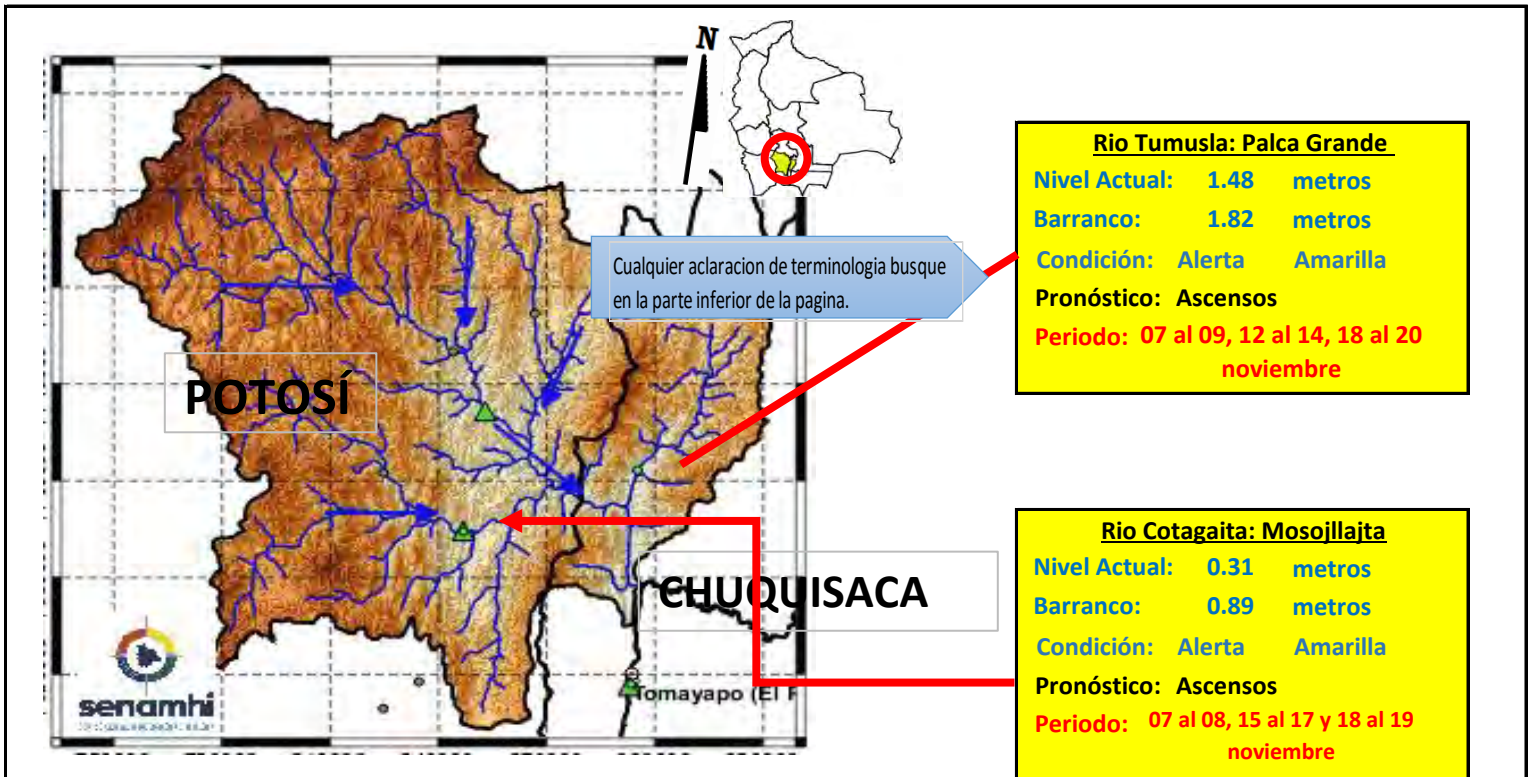 N
Rio Tumusla: Palca Grande
Nivel Actual: 1.48 metros
Barranco: 1.82 metros
Condición: Alerta Amarilla
Pronóstico: Ascensos
Periodo: 07 al 09, 12 al 14, 18 al 20
noviembre
Cualquier aclaracion de terminologia busque
en la parte inferior de la pagina.
POTOSÍ
CHUQUISACA
Rio Cotagaita: Mosojllajta
Nivel Actual: 0.31 metros
Barranco: 0.89 metros
Condición: Alerta Amarilla
Pronóstico: Ascensos
Periodo: 07 al 08, 15 al 17 y 18 al 19
noviembre
senamhi
Tomayapo (El